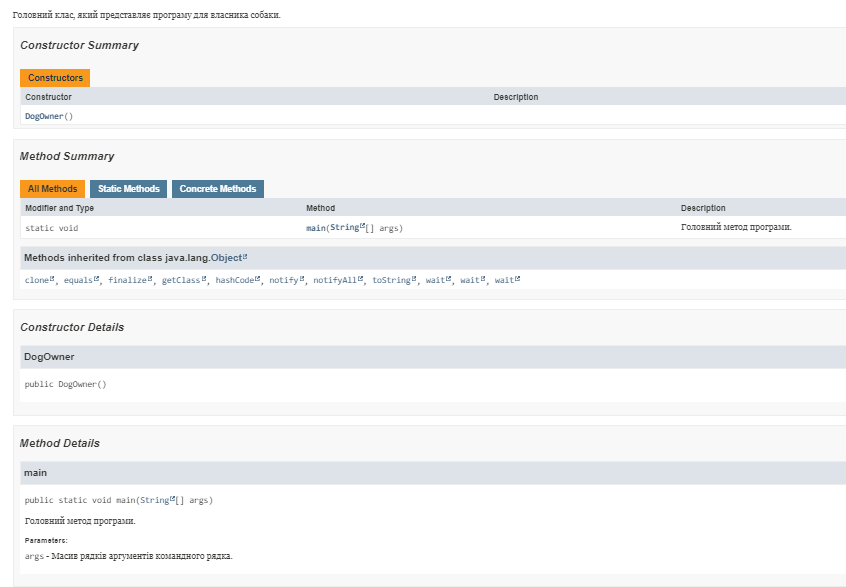 Головний клас, який представляє програму для власника собаки.
Constructor Summary
Constructors
Constructor Description
DogOwner()
Method Summary
All Methods Static Methods Concrete Methods
Modifier and Type Method Description
static void main(String[] args) Головний метод програми.
Methods inherited from class java.lang.Object
clone, equals, finalize, getClass, hashCode, notify, notifyAll, toString, wait, wait, wait
Constructor Details
DogOwner
public DogOwner()
Method Details
main
public static void main(String[] args)
Головний метод програми.
Parameters:
args - Масив рядків аргументів командного рядка.